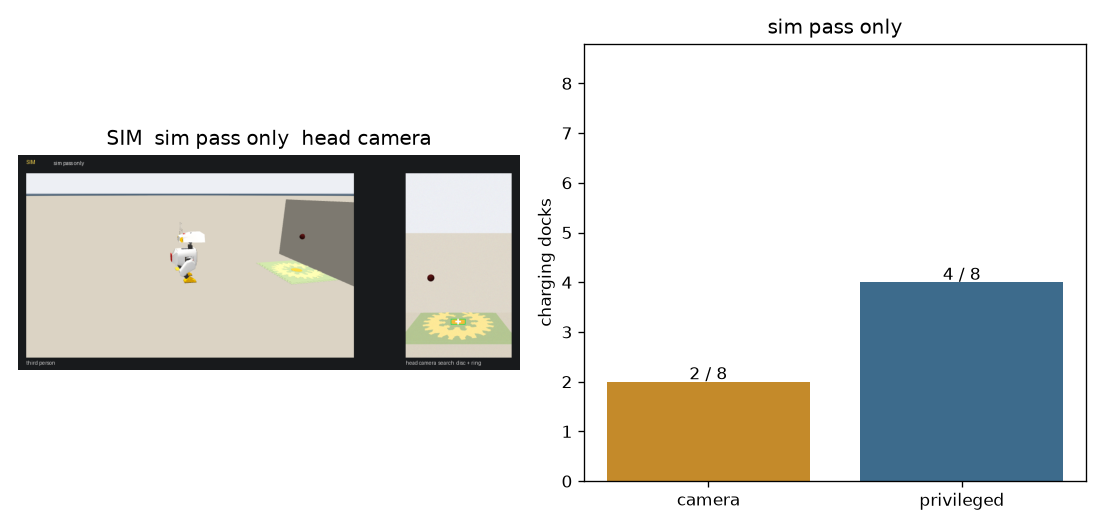 SIM  sim pass only  head camera
SIM sim pass only
third person
head camera search disc + ring
sim pass only
charging docks
8
7
6
5
4
3
2
1
0
2 / 8
4 / 8
camera
privileged